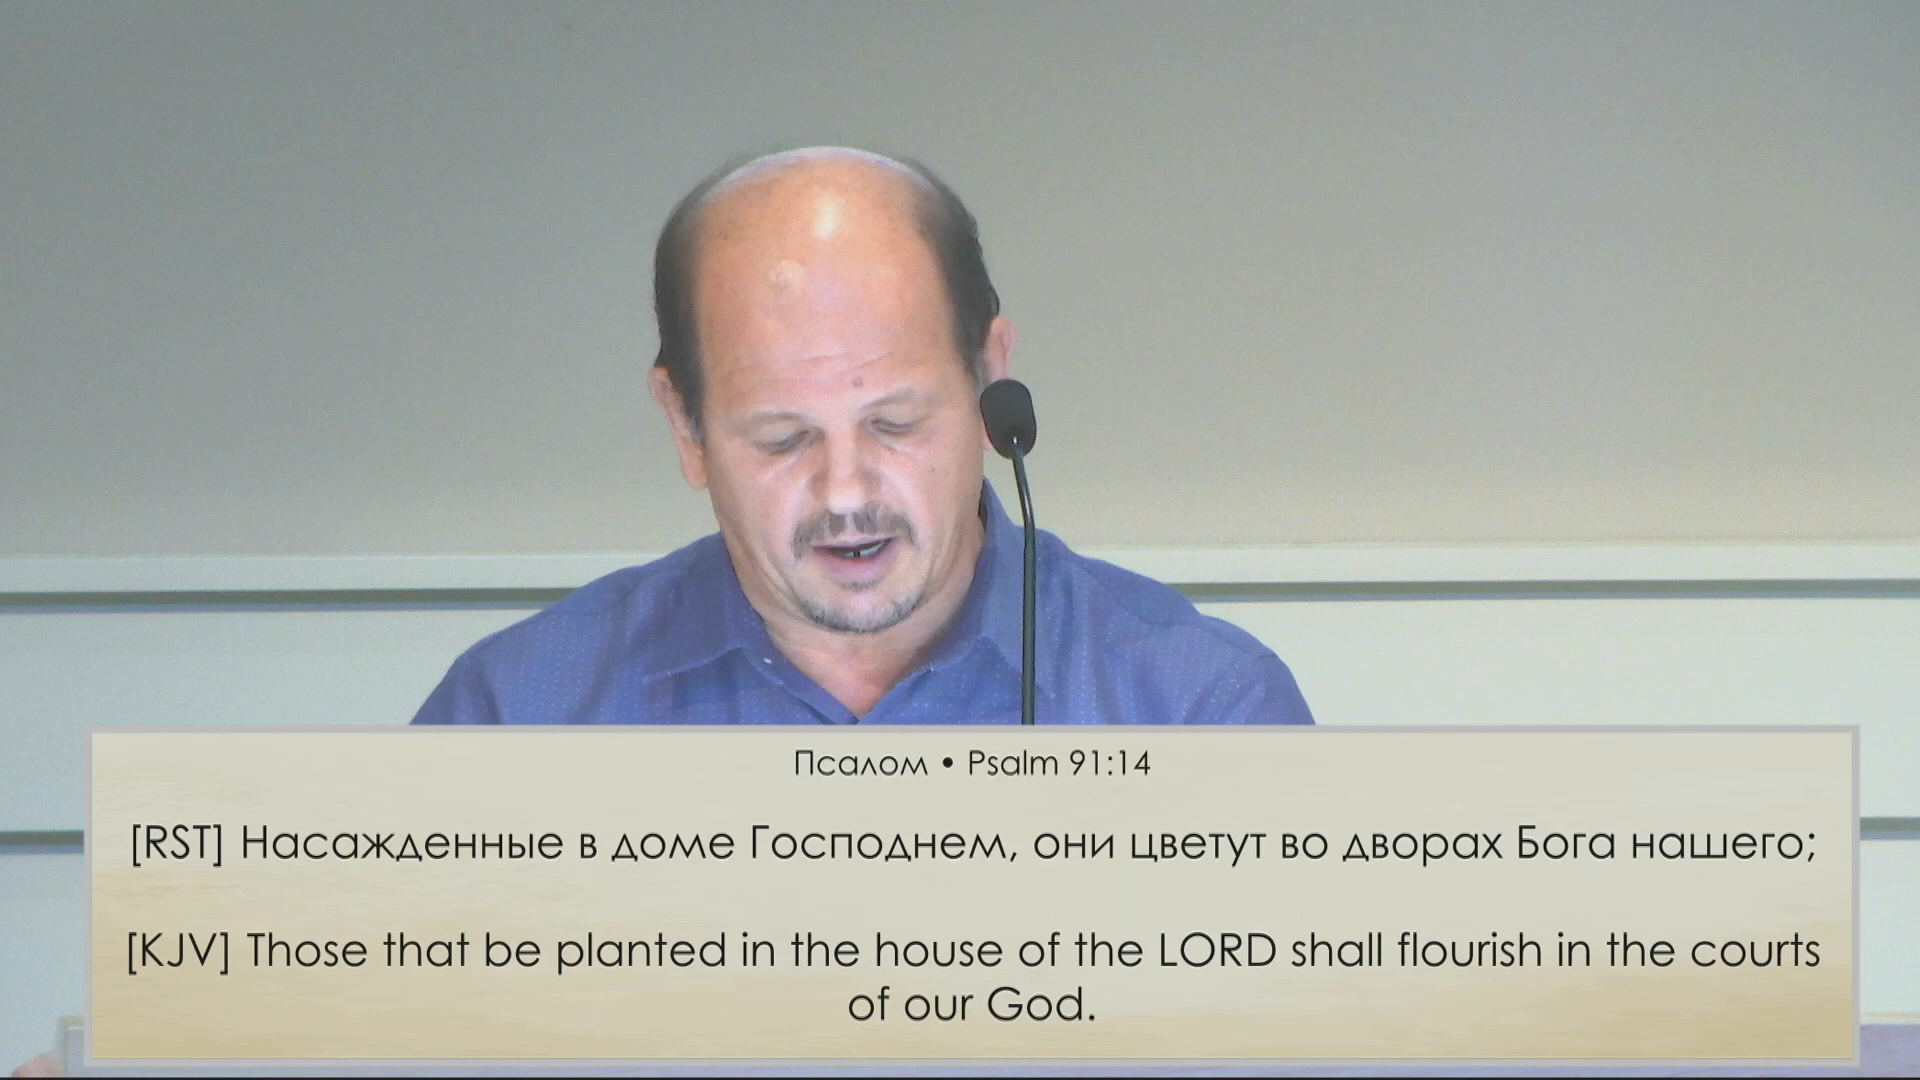 Псалом • Psalm 91:14
[RST] Насажденные в доме Господнем, они цветут во дворах Бога нашего;
[KJV] Those that be planted in the house of the LORD shall flourish in the courts
of our God.